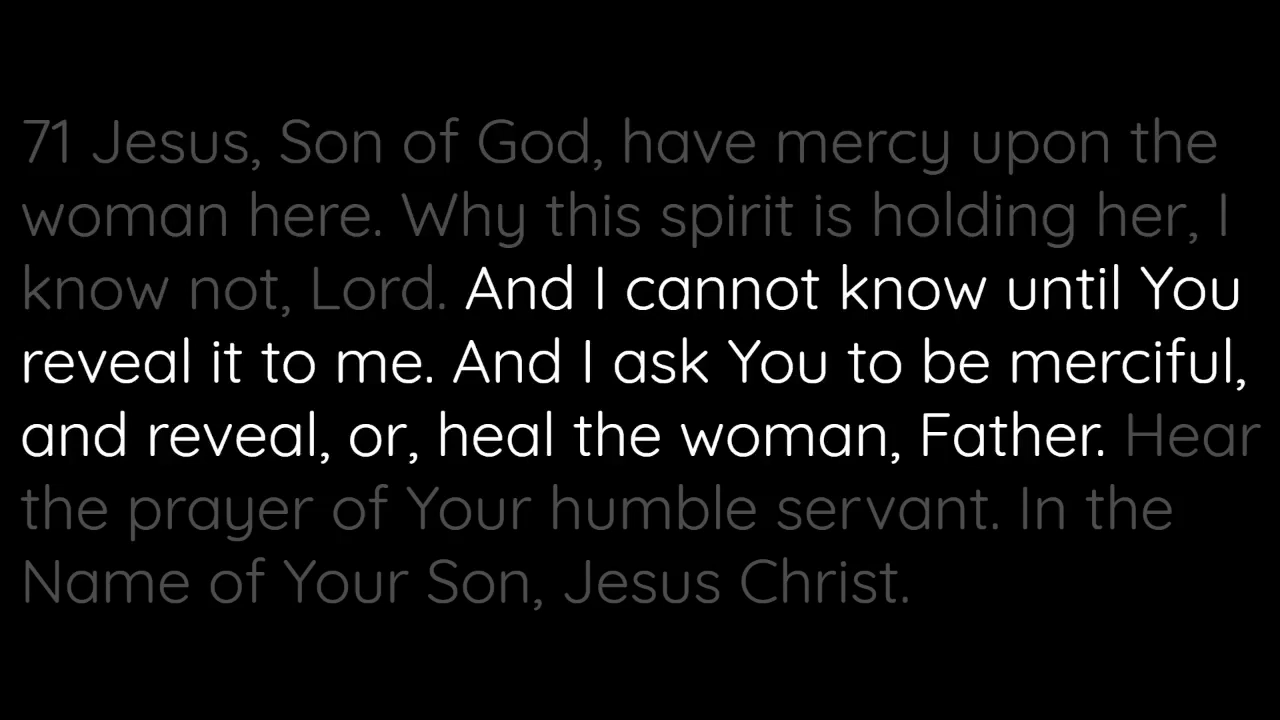 71 Jesus, Son of God, have mercy upon the
woman here. Why this spirit is holding her, I
know not, Lord. And I cannot know until You
reveal it to me. And I ask You to be merciful,
and reveal, or, heal the woman, Father. Hear
the prayer of Your humble servant. In the
Name of Your Son, Jesus Christ.